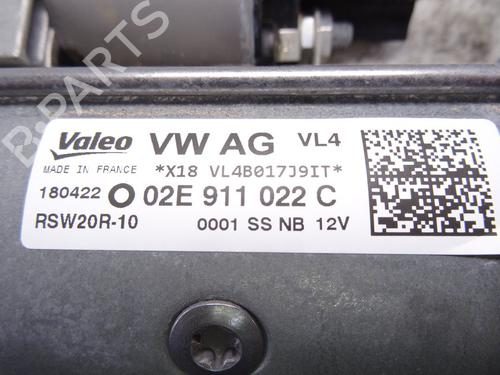 Valeo VW AG VL4
MADE IN FRANCE *X18 VL4B017J9IT*
180422 O 02E 911 022 C
RSW20R-10 0001 SS NB 12V
B-PARTS